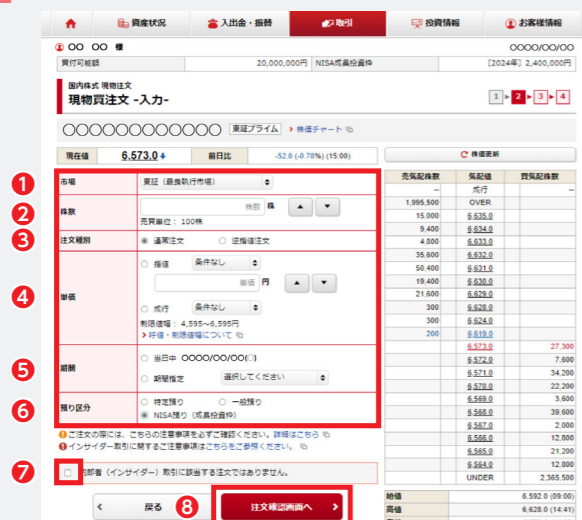 資産状況 入出金・振替 取引 投資情報 お客様情報
〇〇 〇〇 様 〇〇〇〇/〇〇/〇〇
買付可能額 20,000,000円 NISA成長投資枠 [2024年] 2,400,000円
国内株式 現物注文
現物買注文 -入力-
1 2 3 4
〇〇〇〇〇〇〇〇〇〇〇〇 東証プライム 株価チャート
現在値 6,573.0↓ 前日比 -52.0 (-0.78%) (15:00)
株価更新
1 市場 東証（最良執行市場）
2 株数 株数 株 ▲ ▼
売買単位： 100株
3 注文種別 通常注文 逆指値注文
4 単価 指値 条件なし
単価 円 ▲ ▼
成行 条件なし
制限値幅： 4,595～6,595円
呼値・制限値幅について
5 期間 当日中 〇〇〇〇/〇〇/〇〇(〇)
期間指定 選択してください
6 預り区分 特定預り 一般預り
NISA預り（成長投資枠）
ご注文の際には、こちらの注意事項を必ずご確認ください。詳細はこちら
インサイダー取引に関するご注意事項はこちらをご参照ください。
7 内部者（インサイダー）取引に該当する注文ではありません。
戻る 8 注文確認画面へ
売気配株数 気配値 買気配株数
-- 成行 --
1,995,500 OVER
15,000 6,635.0
9,400 6,634.0
4,800 6,633.0
35,600 6,632.0
50,400 6,631.0
19,400 6,630.0
21,600 6,629.0
300 6,628.0
300 6,624.0
200 6,619.0
6,573.0 27,300
6,572.0 7,600
6,571.0 34,200
6,570.0 22,200
6,569.0 3,600
6,568.0 39,600
6,567.0 2,000
6,566.0 12,800
6,565.0 21,200
6,564.0 12,800
UNDER 2,365,500
始値 6,592.0 (09:00)
高値 6,628.0 (14:41)